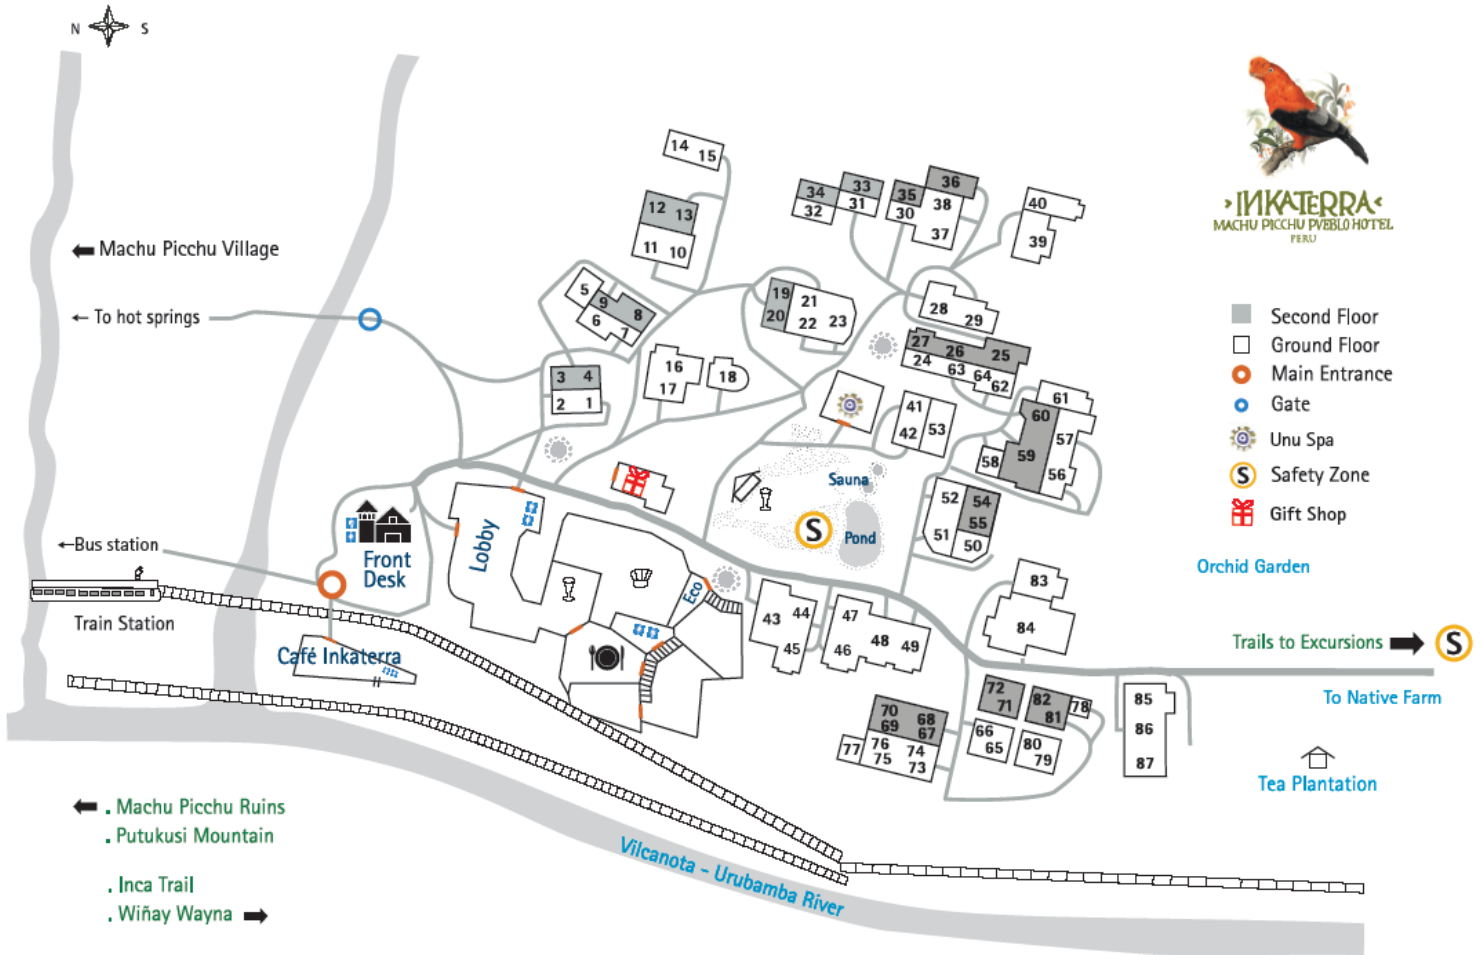 N S
›INKATERRA‹
MACHU PICCHU PUEBLO HOTEL
PERU
Machu Picchu Village
To hot springs
Bus station
Train Station
Front
Desk
Café Inkaterra
Lobby
Eco
Sauna
S
Pond
14 15
12 13
11 10
5
9 8
6 7
3 4
2 1
16
17
18
19
20
21
22 23
34 33
32 31
35 36
30 38
37
40
39
28
29
27 26 25
24 63 64 62
41
42 53
61
60
57
58 59 56
52 54
55
51 50
43 44
45
47
46 48 49
83
84
72
71
82
81 78
66
65
80
79
70 68
69 67
77 76 74
75 73
85
86
87
Second Floor
Ground Floor
Main Entrance
Gate
Unu Spa
S Safety Zone
Gift Shop
Orchid Garden
Trails to Excursions S
To Native Farm
Tea Plantation
. Machu Picchu Ruins
. Putukusi Mountain
. Inca Trail
. Wiñay Wayna
Vilcanota - Urubamba River